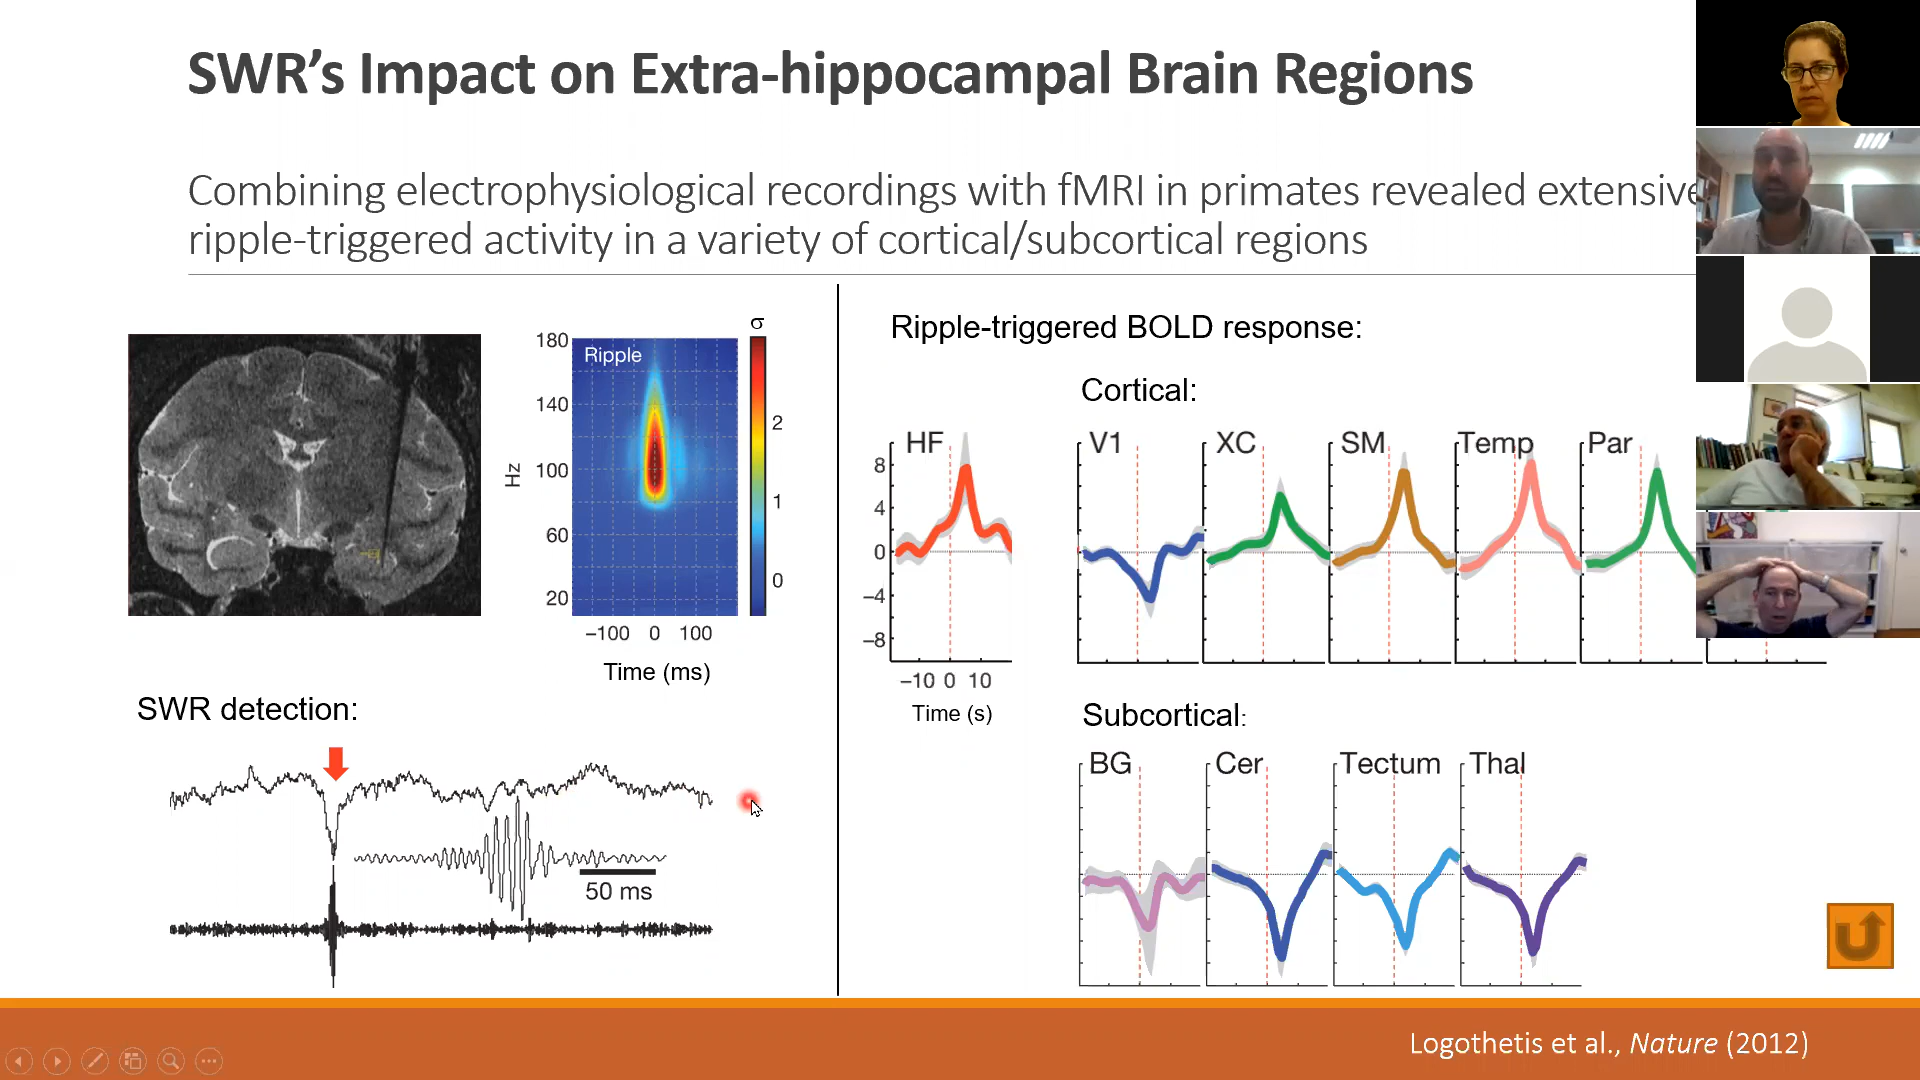 SWR’s Impact on Extra-hippocampal Brain Regions
Combining electrophysiological recordings with fMRI in primates revealed extensive
ripple-triggered activity in a variety of cortical/subcortical regions
σ
180
140
100
60
20
Hz
Ripple
2
1
0
−100 0 100
Time (ms)
SWR detection:
50 ms
Ripple-triggered BOLD response:
Cortical:
HF
V1
XC
SM
Temp
Par
8
4
0
−4
−8
−10 0 10
Time (s)
Subcortical:
BG
Cer
Tectum
Thal
Logothetis et al., Nature (2012)